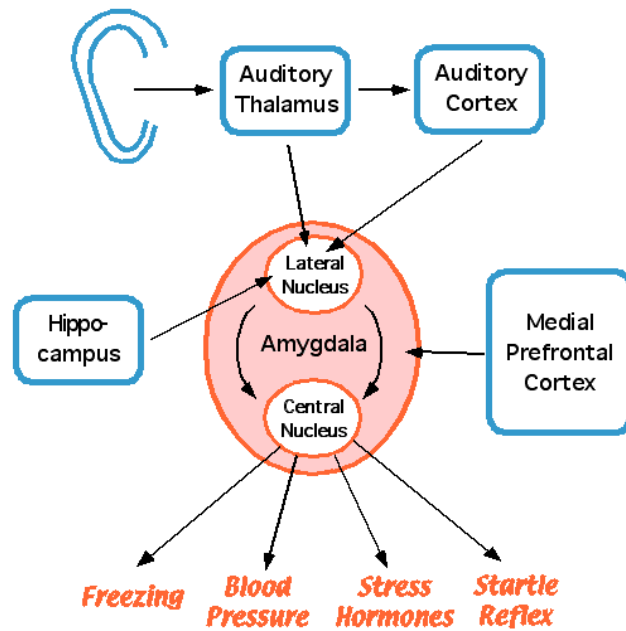 Auditory
Thalamus
Auditory
Cortex
Lateral
Nucleus
Hippo-
campus
Amygdala
Medial
Prefrontal
Cortex
Central
Nucleus
Freezing
Blood
Pressure
Stress
Hormones
Startle
Reflex